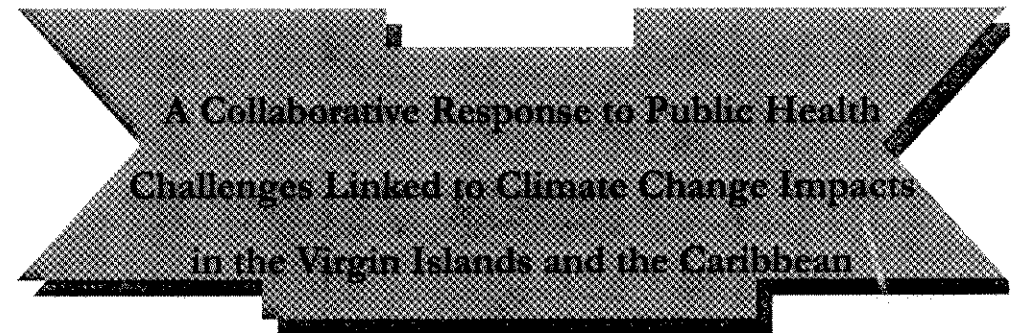 A Collaborative Response to Public Health
Challenges Linked to Climate Change Impacts
in the Virgin Islands and the Caribbean